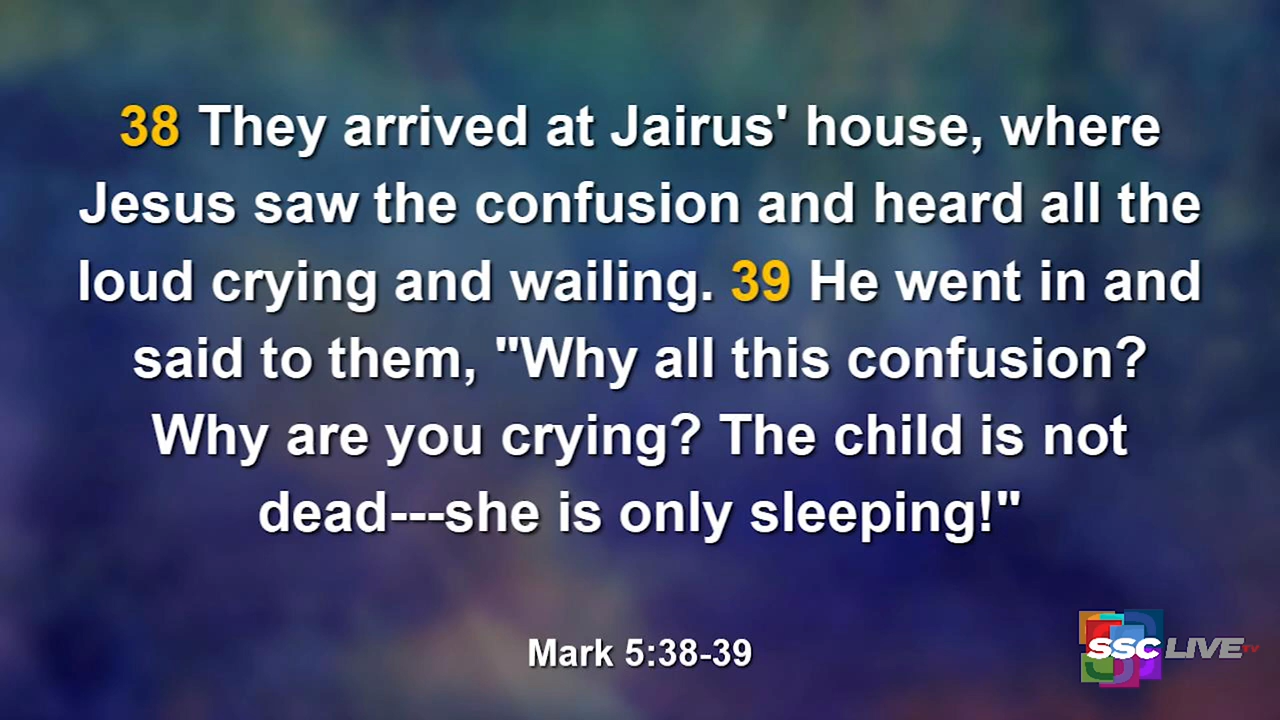 38 They arrived at Jairus' house, where
Jesus saw the confusion and heard all the
loud crying and wailing. 39 He went in and
said to them, "Why all this confusion?
Why are you crying? The child is not
dead---she is only sleeping!"
Mark 5:38-39
SSC LIVE TV